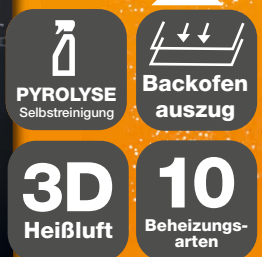 PYROLYSE
Selbstreinigung
Backofen
auszug
3D
Heißluft
10
Beheizungs-
arten